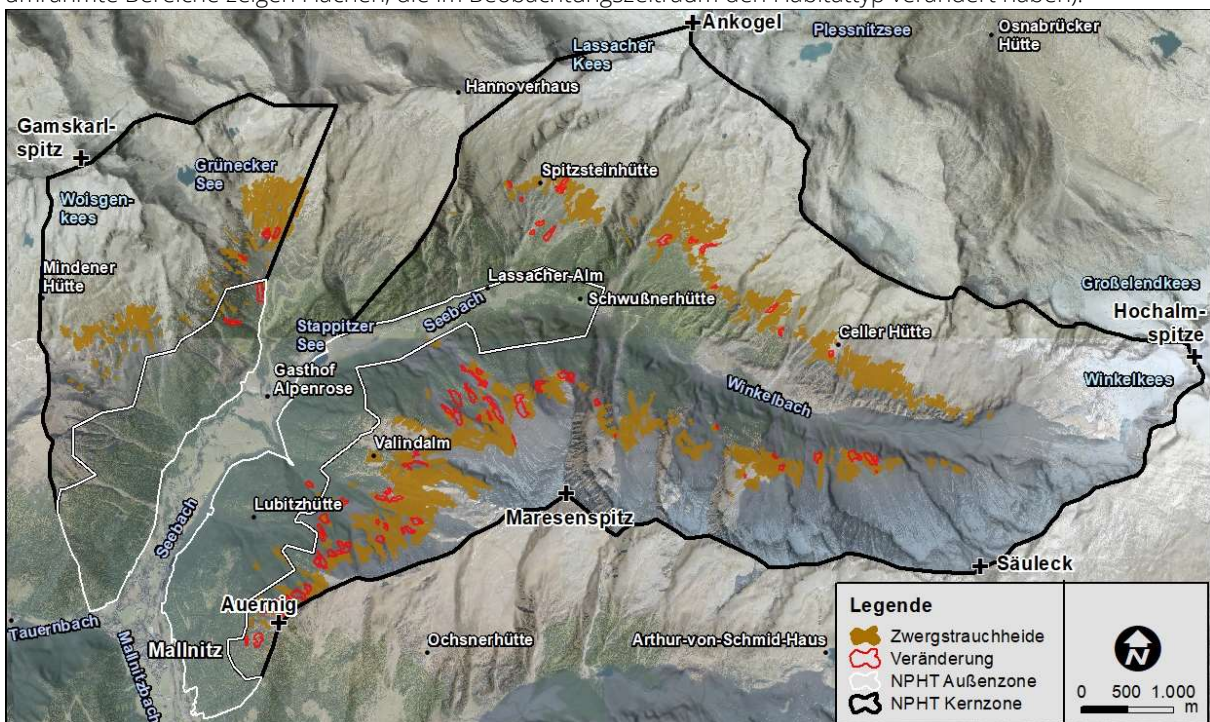 umrahmte Bereiche zeigen Flächen, die im Beobachtungszeitraum den Habitattyp verändert haben).
Ankogel
Plessnitzsee
Osnabrücker
Hütte
Lassacher
Kees
Hannoverhaus
Gamskarl-
spitz
Grünecker
See
Spitzsteinhütte
Woisgen-
kees
Mindener
Hütte
Lassacher-Alm
Schwußnerhütte
Seebach
Großelendkees
Hochalm-
spitze
Stappitzer
See
Celler Hütte
Gasthof
Alpenrose
Winkelkees
Winkelbach
Valindalm
Lubitzhütte
Seebach
Maresenspitz
Säuleck
Auernig
Tauernbach
Mallnitz
Mallnitzbach
Ochsnerhütte
Arthur-von-Schmid-Haus
Legende
Zwergstrauchheide
Veränderung
NPHT Außenzone
NPHT Kernzone
N
0 500 1.000
m